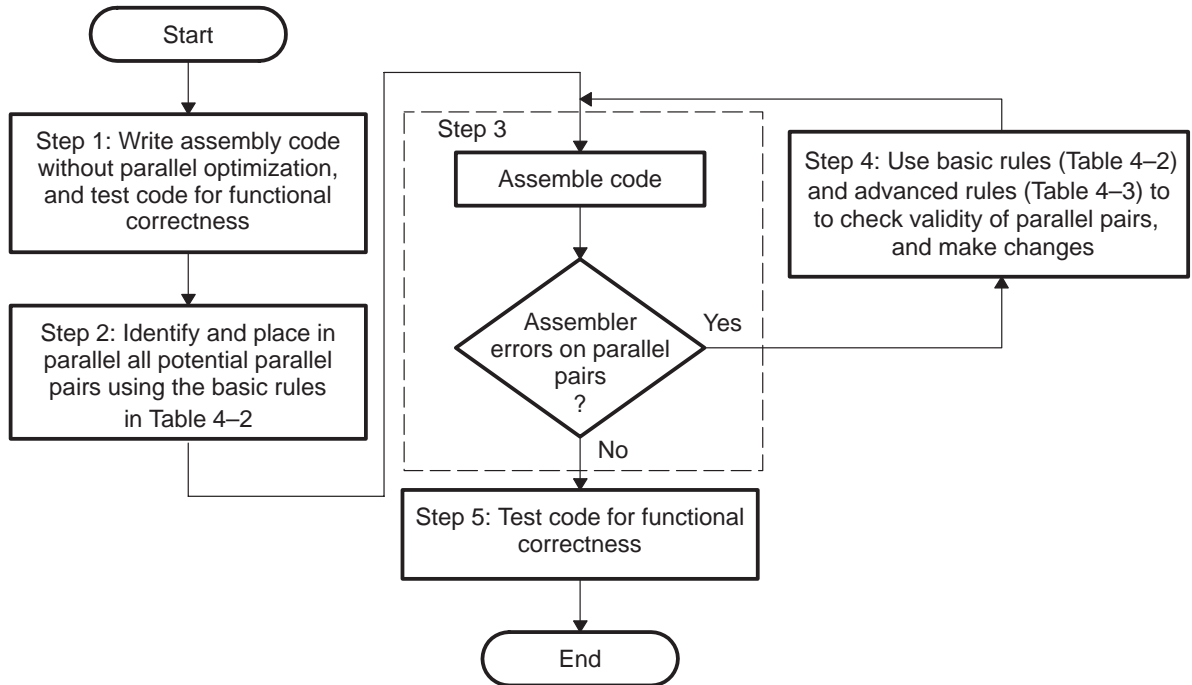 Start
Step 1: Write assembly code
without parallel optimization,
and test code for functional
correctness
Step 2: Identify and place in
parallel all potential parallel
pairs using the basic rules
in Table 4–2
Step 3
Assemble code
Assembler
errors on parallel
pairs
?
Yes
No
Step 4: Use basic rules (Table 4–2)
and advanced rules (Table 4–3) to
to check validity of parallel pairs,
and make changes
Step 5: Test code for functional
correctness
End